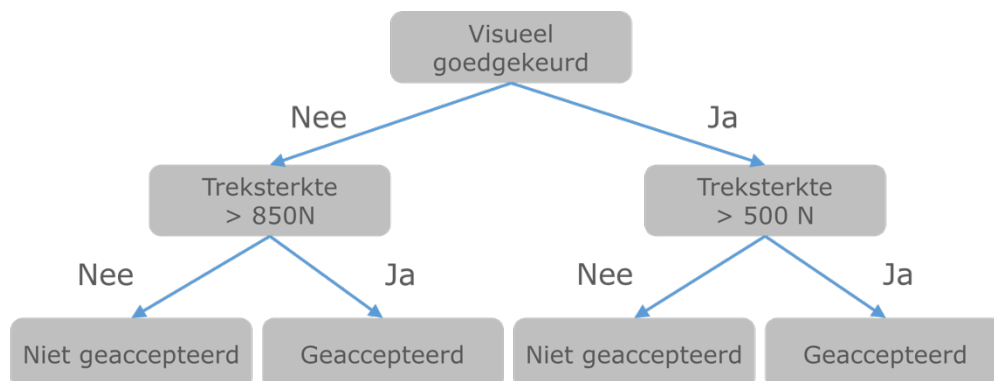 Visueel
goedgekeurd
Nee
Ja
Treksterkte
> 850N
Treksterkte
> 500 N
Nee
Ja
Nee
Ja
Niet geaccepteerd
Geaccepteerd
Niet geaccepteerd
Geaccepteerd